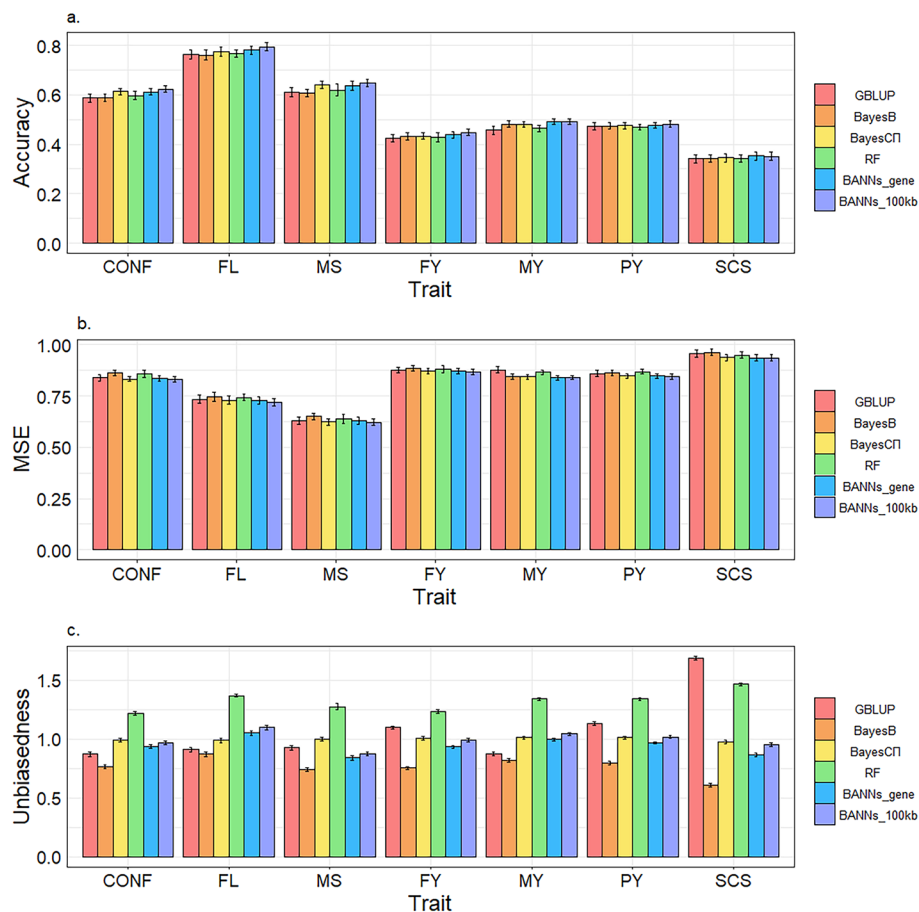 a.
Accuracy
0.8
0.6
0.4
0.2
0.0
CONF FL MS FY MY PY SCS
Trait
GBLUP
BayesB
BayesCΠ
RF
BANNs_gene
BANNs_100kb
b.
MSE
1.00
0.75
0.50
0.25
0.00
CONF FL MS FY MY PY SCS
Trait
GBLUP
BayesB
BayesCΠ
RF
BANNs_gene
BANNs_100kb
c.
Unbiasedness
1.5
1.0
0.5
0.0
CONF FL MS FY MY PY SCS
Trait
GBLUP
BayesB
BayesCΠ
RF
BANNs_gene
BANNs_100kb